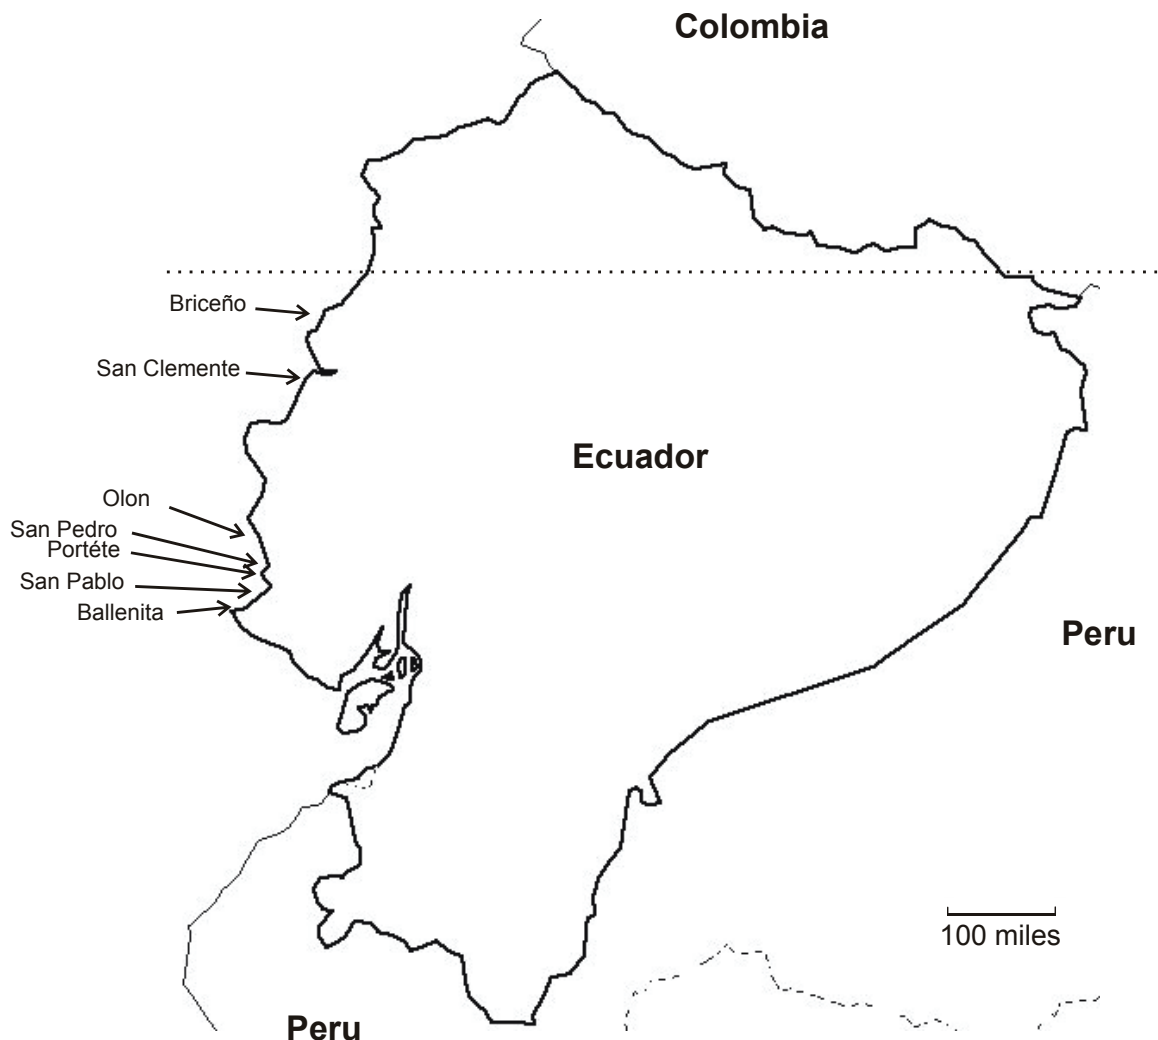 Colombia
Briceño
San Clemente
Ecuador
Olon
San Pedro
Portéte
San Pablo
Ballenita
Peru
100 miles
Peru